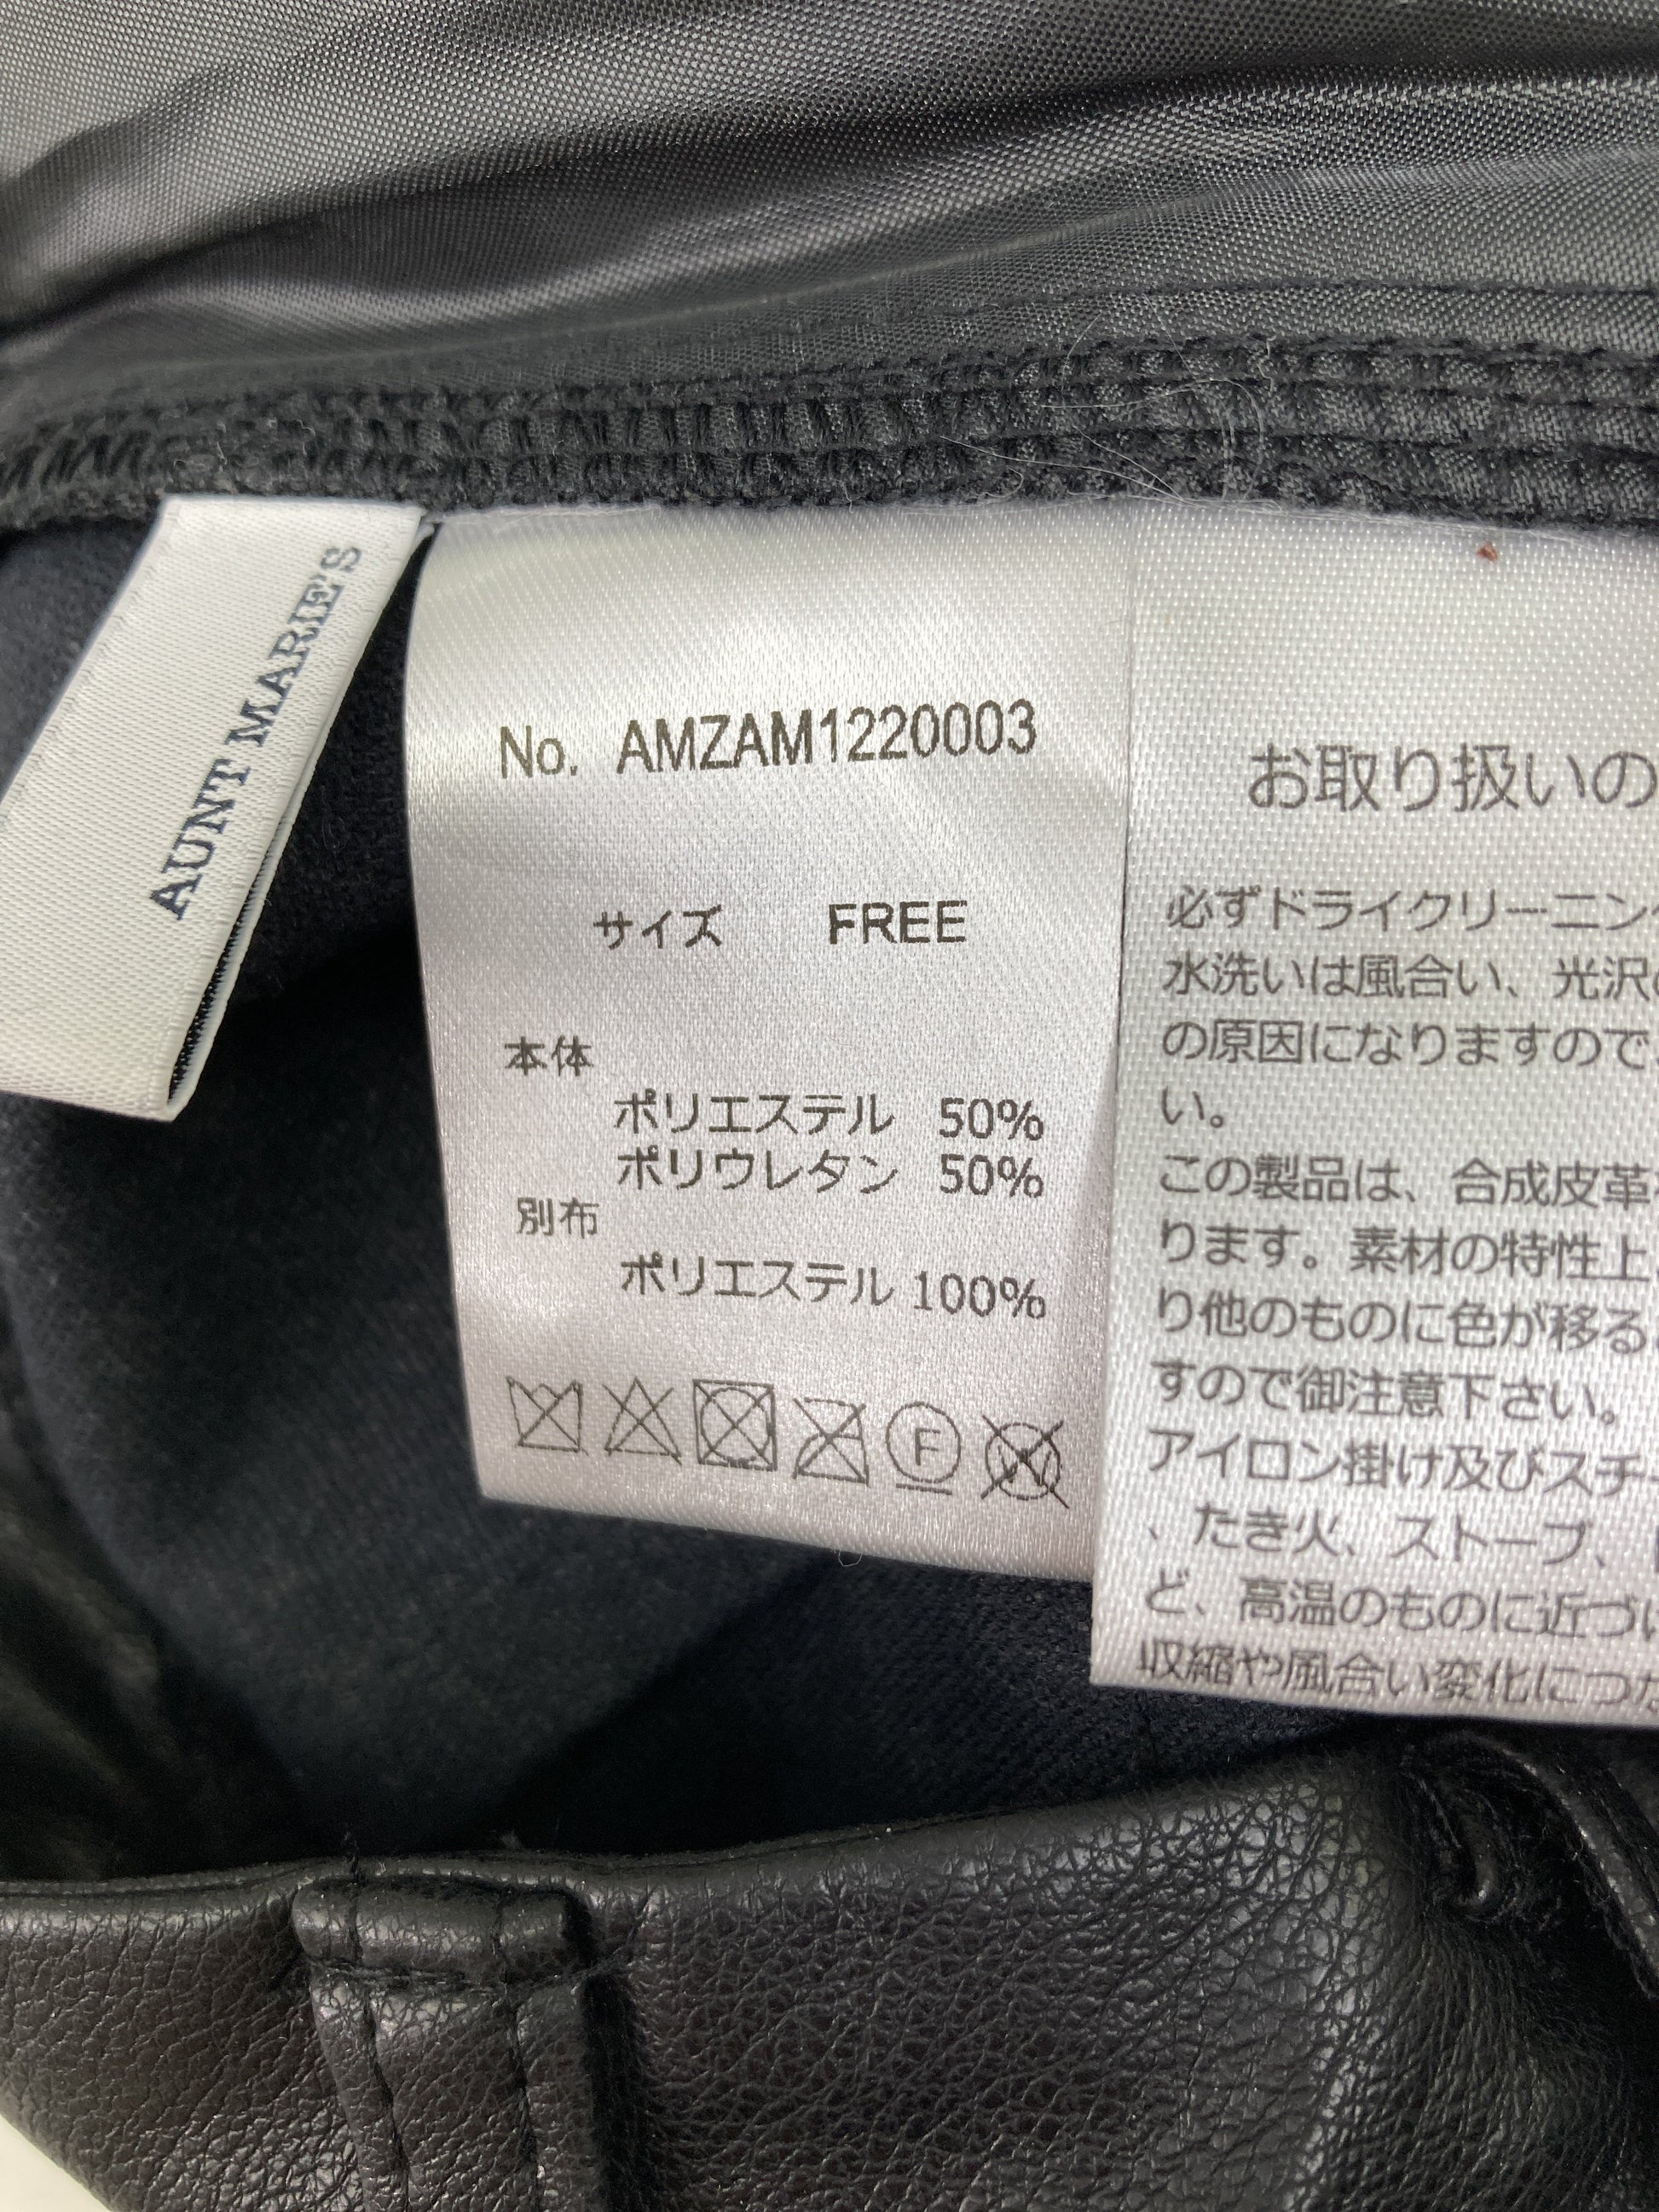 AUNT MARIE'S
No. AMZAM1220003
サイズ FREE
本体
ポリエステル 50%
ポリウレタン 50%
別布
ポリエステル 100%
F
W
お取り扱いの
必ずドライクリーニン
水洗いは風合い、光沢
の原因になりますので、
い。
この製品は、合成皮革
ります。素材の特性上
り他のものに色が移る
すので御注意下さい。
アイロン掛け及びスチー
、たき火、ストーブ、
ど、高温のものに近づ
収縮や風合い変化につ